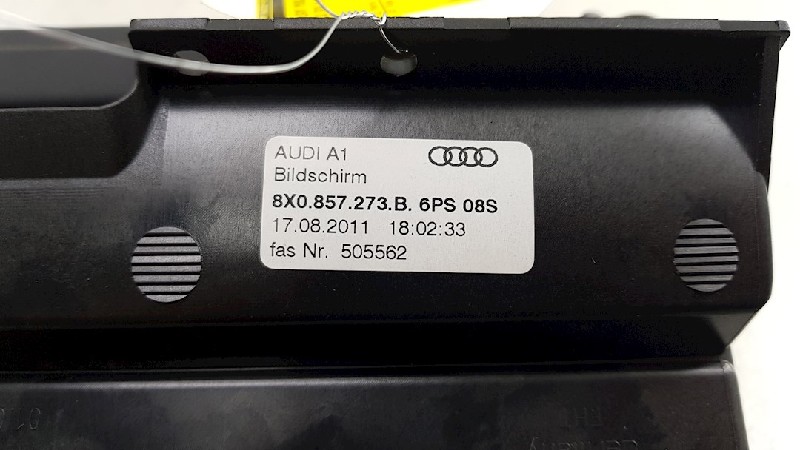 AUDI A1
Bildschirm
8X0.857.273.B. 6PS 08S
17.08.2011 18:02:33
fas Nr. 505562